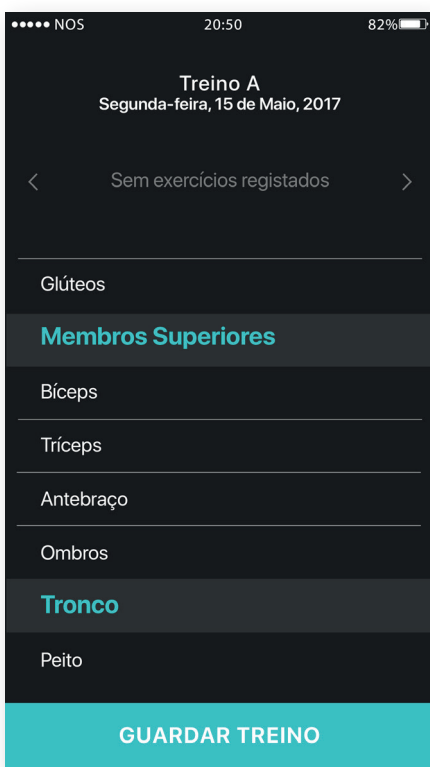 NOS 20:50 82%
Treino A
Segunda-feira, 15 de Maio, 2017
Sem exercícios registados
Glúteos
Membros Superiores
Bíceps
Tríceps
Antebraço
Ombros
Tronco
Peito
GUARDAR TREINO